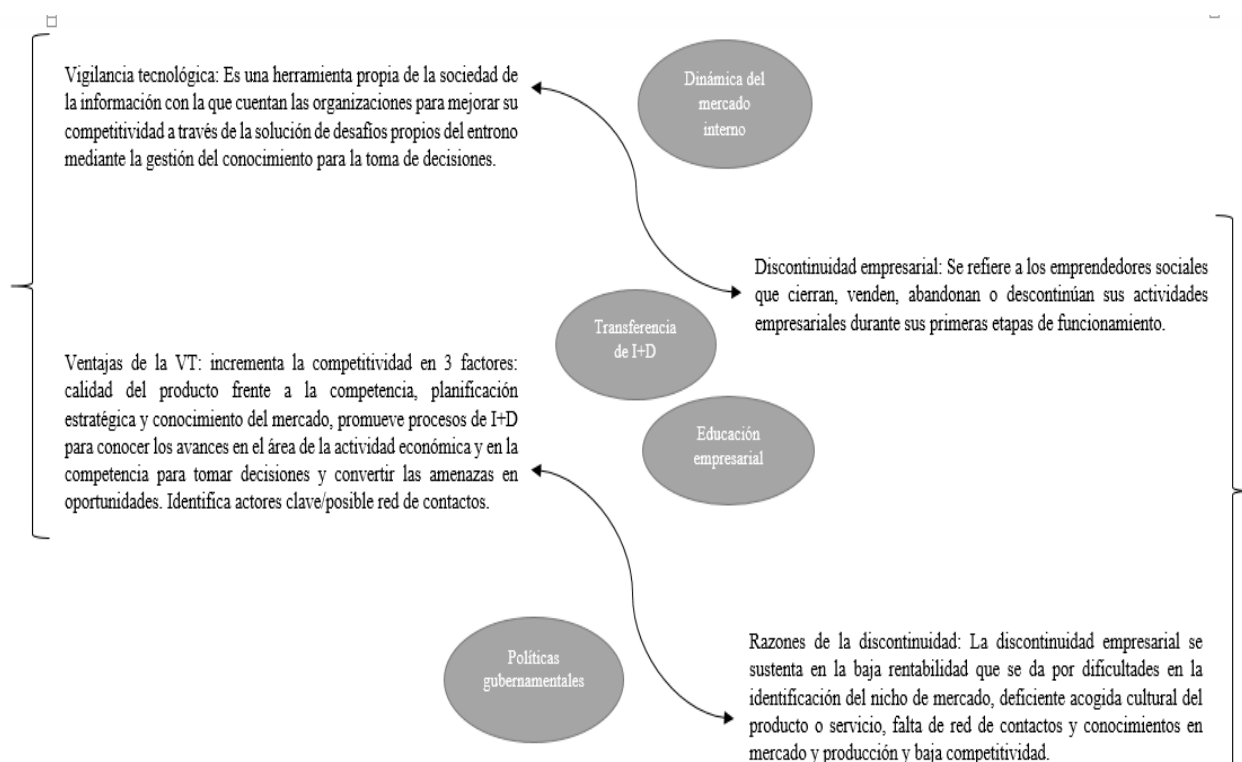 Vigilancia tecnológica: Es una herramienta propia de la sociedad de
la información con la que cuentan las organizaciones para mejorar su
competitividad a través de la solución de desafíos propios del entrono
mediante la gestión del conocimiento para la toma de decisiones.
Dinámica del
mercado
interno
Discontinuidad empresarial: Se refiere a los emprendedores sociales
que cierran, venden, abandonan o descontinúan sus actividades
empresariales durante sus primeras etapas de funcionamiento.
Transferencia
de I+D
Ventajas de la VT: incrementa la competitividad en 3 factores:
calidad del producto frente a la competencia, planificación
estratégica y conocimiento del mercado, promueve procesos de I+D
para conocer los avances en el área de la actividad económica y en la
competencia para tomar decisiones y convertir las amenazas en
oportunidades. Identifica actores clave/posible red de contactos.
Educación
empresarial
Políticas
gubernamentales
Razones de la discontinuidad: La discontinuidad empresarial se
sustenta en la baja rentabilidad que se da por dificultades en la
identificación del nicho de mercado, deficiente acogida cultural del
producto o servicio, falta de red de contactos y conocimientos en
mercado y producción y baja competitividad.